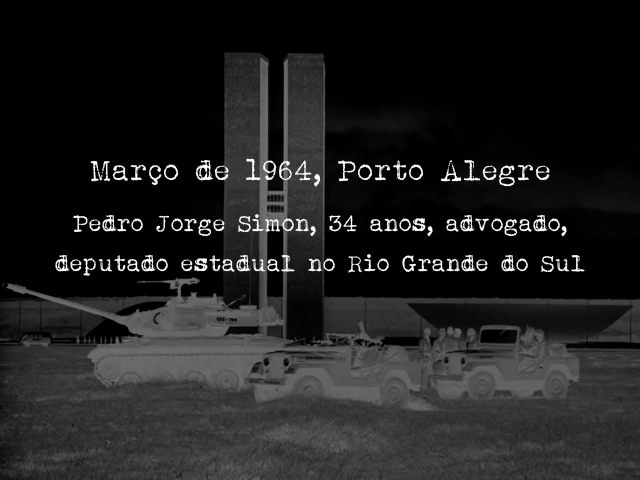 Março de 1964, Porto Alegre
Pedro Jorge Simon, 34 anos, advogado,
deputado estadual no Rio Grande do Sul